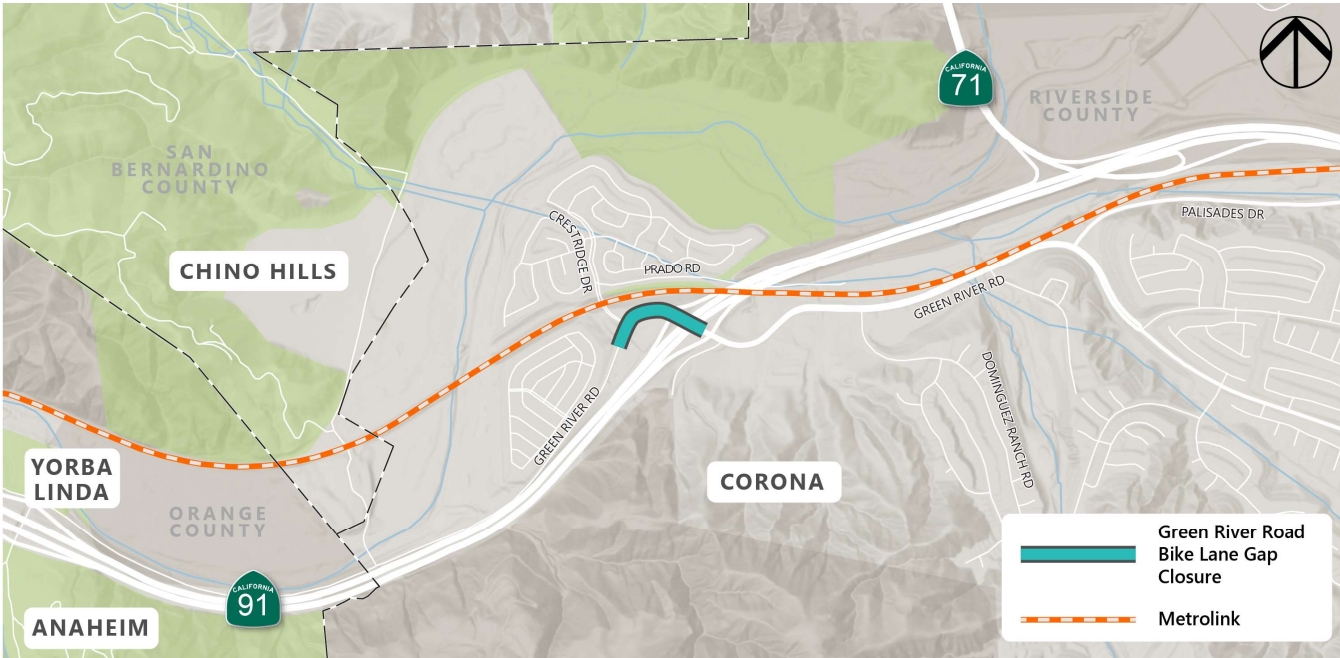 CALIFORNIA
71
RIVERSIDE
COUNTY
SAN
BERNARDINO
COUNTY
CRESTRIDGE DR
PALISADES DR
CHINO HILLS
PRADO RD
GREEN RIVER RD
DOMINGUEZ RANCH RD
GREEN RIVER RD
YORBA
LINDA
CORONA
ORANGE
COUNTY
CALIFORNIA
91
ANAHEIM
Green River Road
Bike Lane Gap
Closure
Metrolink